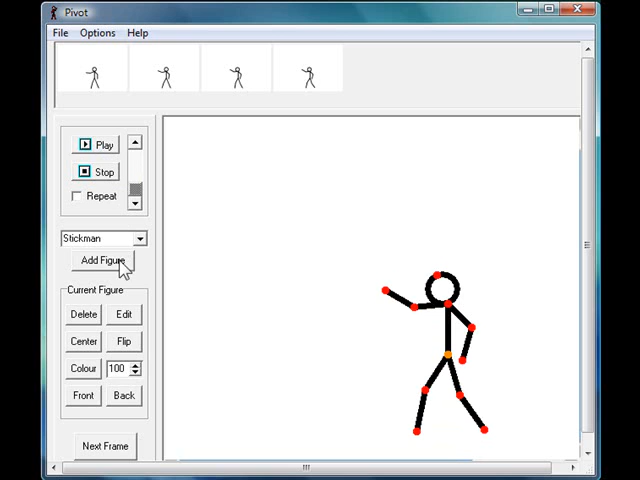 Pivot
File Options Help
Play
Stop
Repeat
Stickman
Add Figure
Current Figure
Delete Edit
Center Flip
Colour 100
Front Back
Next Frame